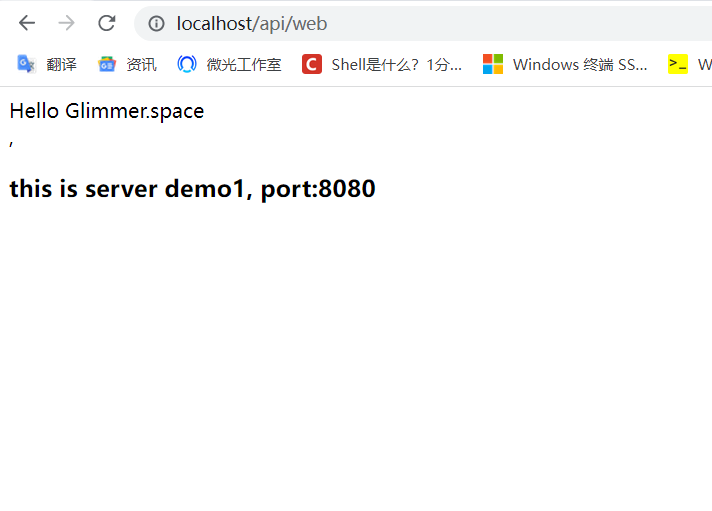 localhost/api/web
翻译 资讯 微光工作室 C Shell是什么？1分... Windows 终端 SS... >_ W
Hello Glimmer.space
,
this is server demo1, port:8080